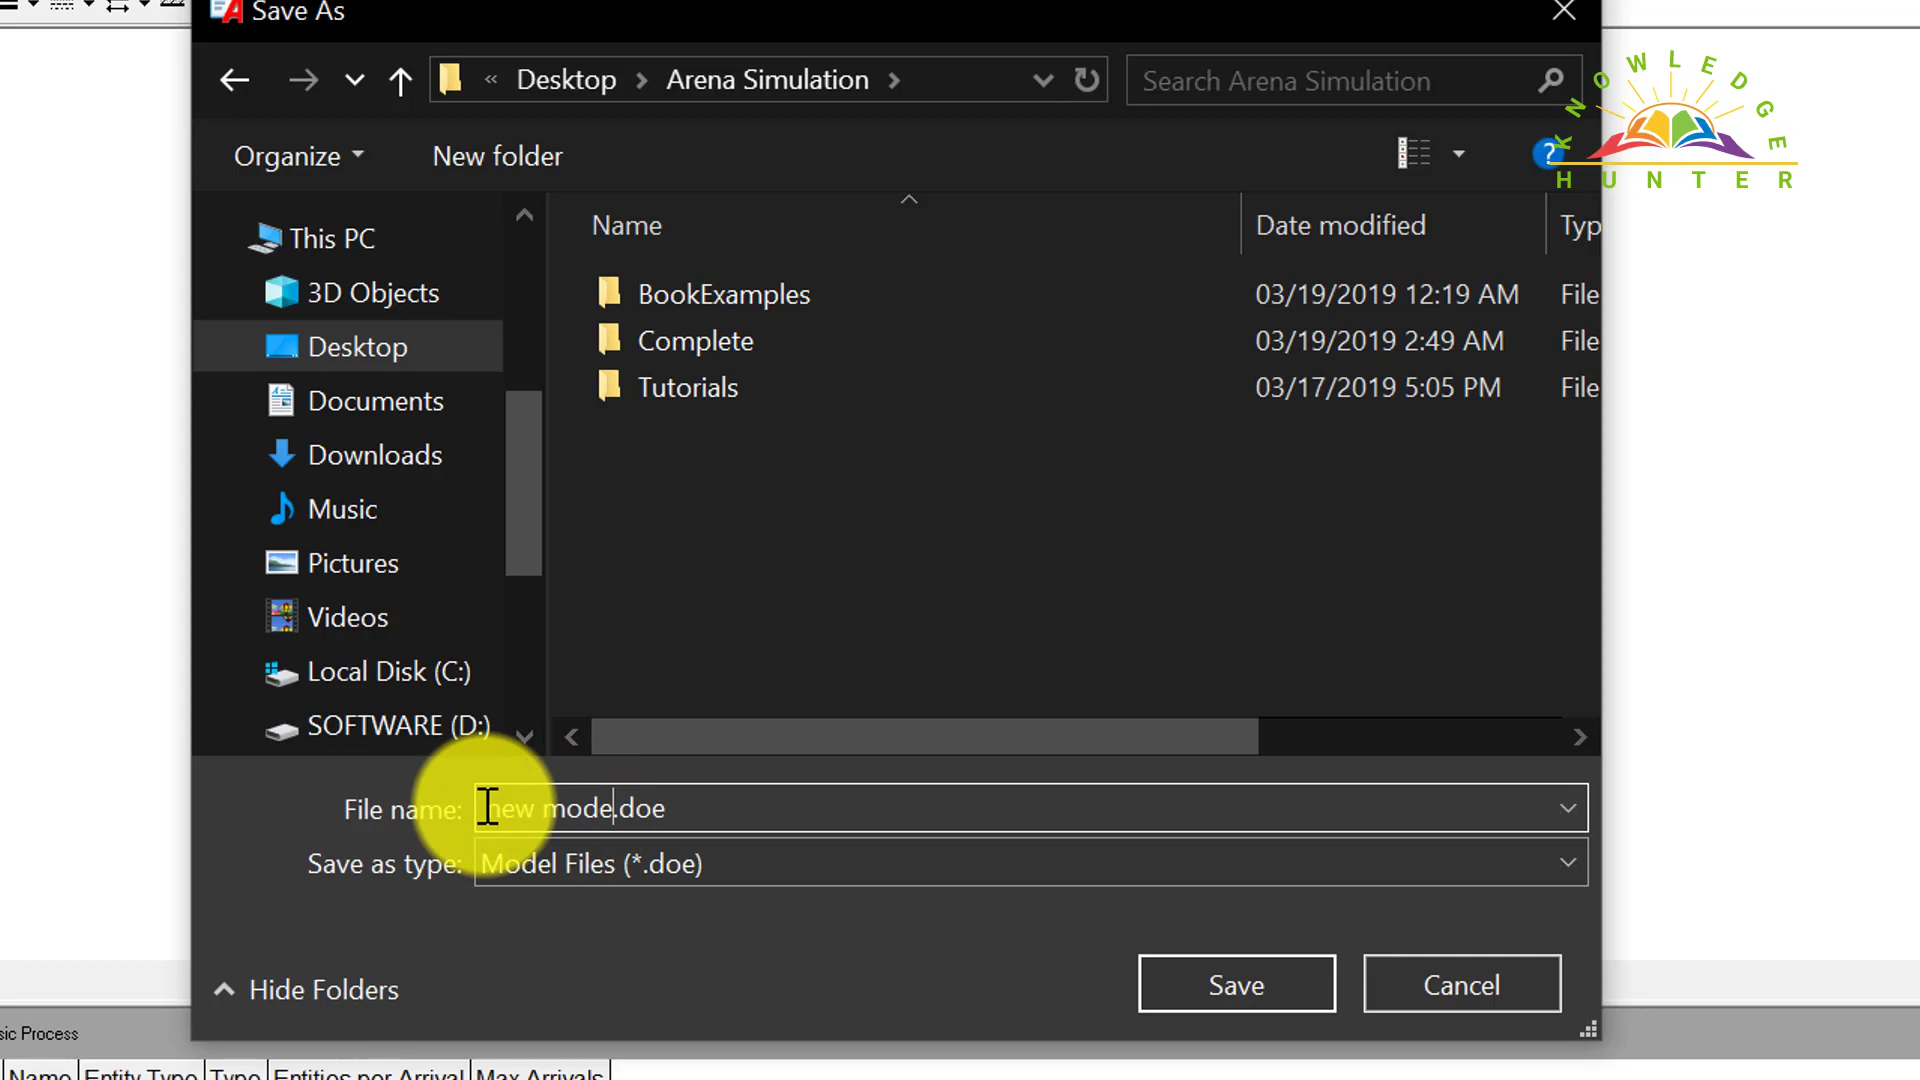 Save As
« Desktop > Arena Simulation >
Search Arena Simulation
KNOWLEDGE
HUNTER
Organize
New folder
?
Name
Date modified
Typ
This PC
3D Objects
Desktop
Documents
Downloads
Music
Pictures
Videos
Local Disk (C:)
SOFTWARE (D:)
BookExamples 03/19/2019 12:19 AM File
Complete 03/19/2019 2:49 AM File
Tutorials 03/17/2019 5:05 PM File
File name: new mode.doe
Save as type: Model Files (*.doe)
Hide Folders
Save
Cancel
sic Process
Name Entity Type Type Entities per Arrival Max Arrivals